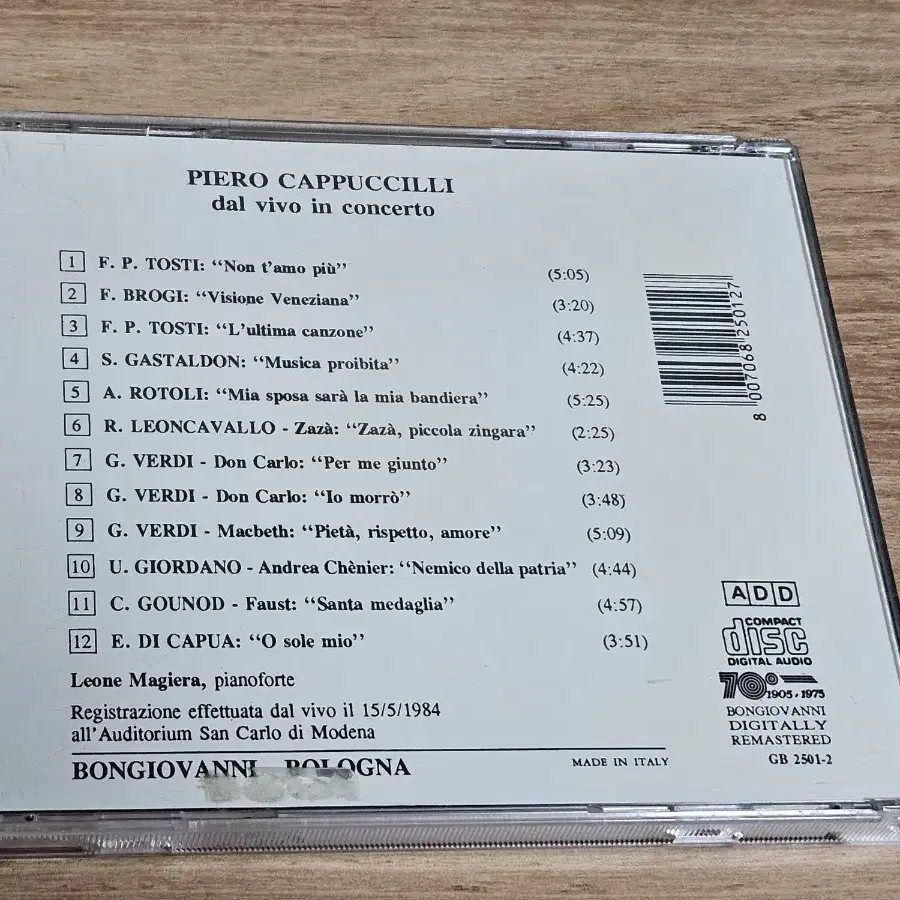 PIERO CAPPUCCILLI
dal vivo in concerto
1 F. P. TOSTI: “Non t’amo più” (5:05)
2 F. BROGI: “Visione Veneziana” (3:20)
3 F. P. TOSTI: “L’ultima canzone” (4:37)
4 S. GASTALDON: “Musica proibita” (4:22)
5 A. ROTOLI: “Mia sposa sarà la mia bandiera” (5:25)
6 R. LEONCAVALLO - Zazà: “Zazà, piccola zingara” (2:25)
7 G. VERDI - Don Carlo: “Per me giunto” (3:23)
8 G. VERDI - Don Carlo: “Io morrò” (3:48)
9 G. VERDI - Macbeth: “Pietà, rispetto, amore” (5:09)
10 U. GIORDANO - Andrea Chènier: “Nemico della patria” (4:44)
11 C. GOUNOD - Faust: “Santa medaglia” (4:57)
12 E. DI CAPUA: “O sole mio” (3:51)
Leone Magiera, pianoforte
Registrazione effettuata dal vivo il 15/5/1984
all’Auditorium San Carlo di Modena
BONGIOVANNI BOLOGNA
MADE IN ITALY
8 007068 250127
ADD
COMPACT
disc
DIGITAL AUDIO
70° 1905-1975
BONGIOVANNI
DIGITALLY
REMASTERED
GB 2501-2